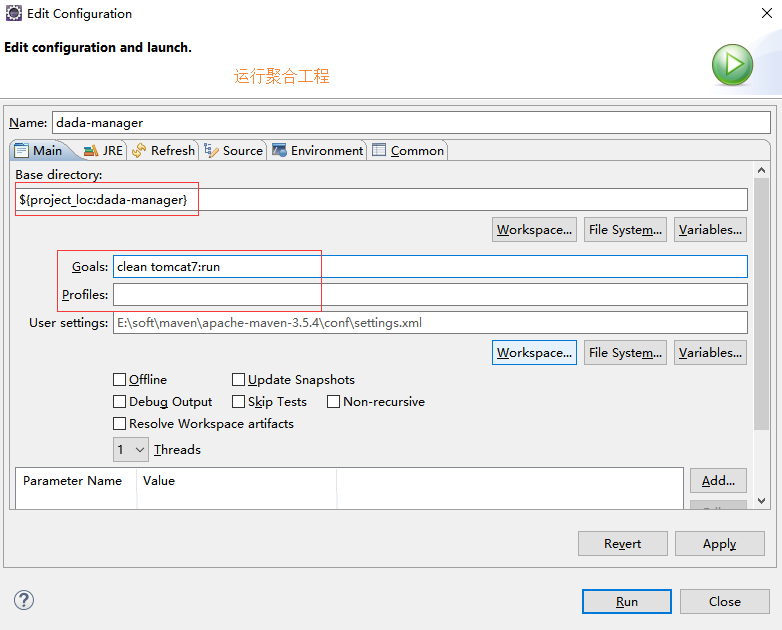 Edit Configuration
Edit configuration and launch.
运行聚合工程
Name: dada-manager
Main JRE Refresh Source Environment Common
Base directory:
${project_loc:dada-manager}
Workspace... File System... Variables...
Goals: clean tomcat7:run
Profiles:
User settings: E:\soft\maven\apache-maven-3.5.4\conf\settings.xml
Workspace... File System... Variables...
Offline Update Snapshots
Debug Output Skip Tests Non-recursive
Resolve Workspace artifacts
1 Threads
Parameter Name Value Add...
Revert Apply
Run Close